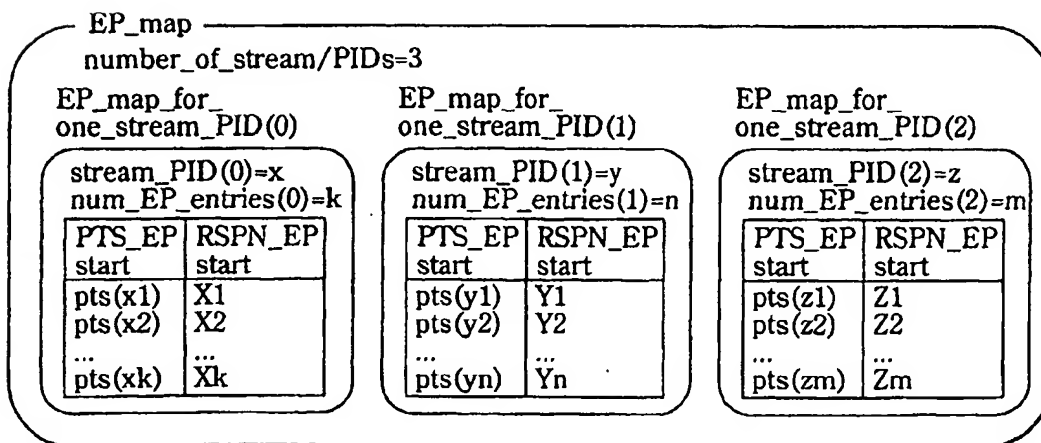 EP_map
number_of_stream/PIDs=3
EP_map_for_
one_stream_PID(0)
stream_PID(0)=x
num_EP_entries(0)=k
PTS_EP RSPN_EP
start start
pts(x1) X1
pts(x2) X2
... ...
pts(xk) Xk
EP_map_for_
one_stream_PID(1)
stream_PID(1)=y
num_EP_entries(1)=n
PTS_EP RSPN_EP
start start
pts(y1) Y1
pts(y2) Y2
... ...
pts(yn) Yn
EP_map_for_
one_stream_PID(2)
stream_PID(2)=z
num_EP_entries(2)=m
PTS_EP RSPN_EP
start start
pts(z1) Z1
pts(z2) Z2
... ...
pts(zm) Zm